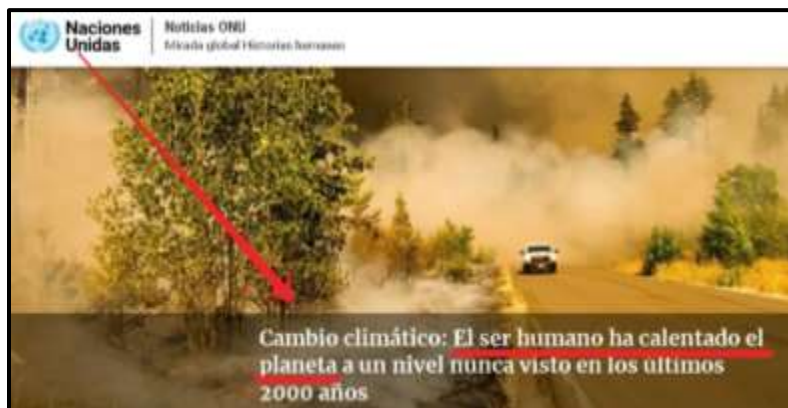 Naciones
Unidas
Noticias ONU
Mirada global Historias humanas
Cambio climático: El ser humano ha calentado el
planeta a un nivel nunca visto en los últimos
2000 años